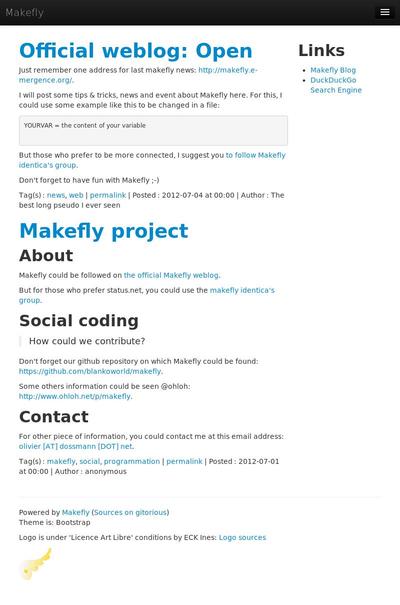 Makefly
Official weblog: Open
Just remember one address for last makefly news: http://makefly.e-
mergence.org/.
I will post some tips & tricks, news and event about Makefly here. For this, I
could use some example like this to be changed in a file:
YOURVAR = the content of your variable
But those who prefer to be more connected, I suggest you to follow Makefly
identica's group.
Don't forget to have fun with Makefly ;-)
Tag(s) : news, web | permalink | Posted : 2012-07-04 at 00:00 | Author : The
best long pseudo I ever seen
Makefly project
About
Makefly could be followed on the official Makefly weblog.
But for those who prefer status.net, you could use the makefly identica's
group.
Social coding
How could we contribute?
Don't forget our github repository on which Makefly could be found:
https://github.com/blankoworld/makefly.
Some others information could be seen @ohloh:
http://www.ohloh.net/p/makefly.
Contact
For other piece of information, you could contact me at this email address:
olivier [AT] dossmann [DOT] net.
Tag(s) : makefly, social, programmation | permalink | Posted : 2012-07-01
at 00:00 | Author : anonymous
Links
Makefly Blog
DuckDuckGo
Search Engine
Powered by Makefly (Sources on gitorious)
Theme is: Bootstrap
Logo is under 'Licence Art Libre' conditions by ECK Ines: Logo sources